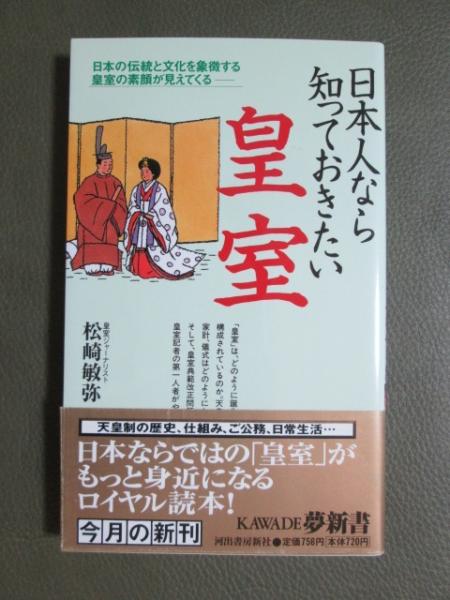 日本の伝統と文化を象徴する
皇室の素顔が見えてくる──
日本人なら
知っておきたい
皇室
皇室ジャーナリスト
松崎敏弥
「皇室」は、どのように誕
構成されているのか。天
家計、儀式はどのように
そして、皇室典範改正問
皇室記者の第一人者がや
天皇制の歴史、仕組み、ご公務、日常生活…
日本ならではの「皇室」が
もっと身近になる
ロイヤル読本!
今月の新刊
KAWADE夢新書
河出書房新社●定価758円 本体720円